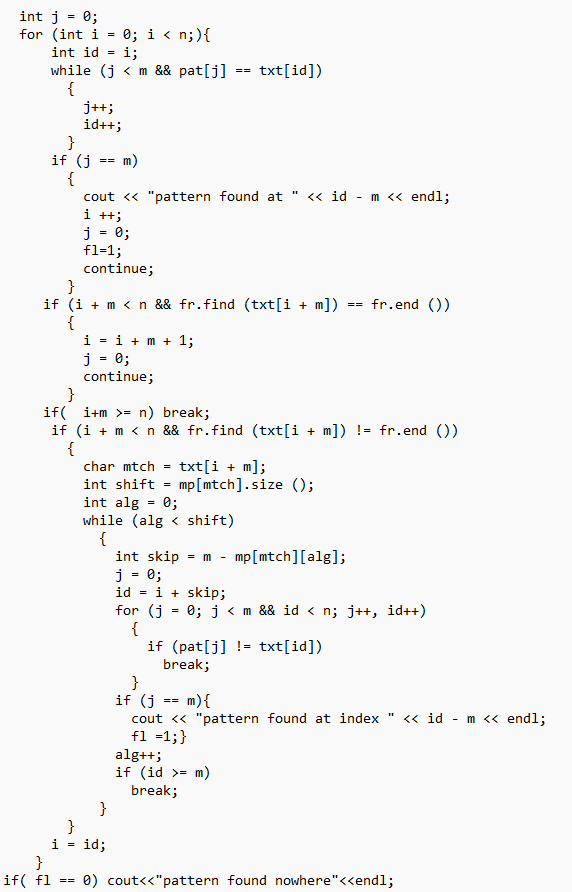 int j = 0;
for (int i = 0; i < n;){
int id = i;
while (j < m && pat[j] == txt[id])
{
j++;
id++;
}
if (j == m)
{
cout << "pattern found at " << id - m << endl;
i ++;
j = 0;
fl=1;
continue;
}
if (i + m < n && fr.find (txt[i + m]) == fr.end ())
{
i = i + m + 1;
j = 0;
continue;
}
if(  i+m >= n) break;
if (i + m < n && fr.find (txt[i + m]) != fr.end ())
{
char mtch = txt[i + m];
int shift = mp[mtch].size ();
int alg = 0;
while (alg < shift)
{
int skip = m - mp[mtch][alg];
j = 0;
id = i + skip;
for (j = 0; j < m && id < n; j++, id++)
{
if (pat[j] != txt[id])
break;
}
if (j == m){
cout << "pattern found at index " << id - m << endl;
fl =1;}
alg++;
if (id >= m)
break;
}
}
i = id;
}
if( fl == 0) cout<<"pattern found nowhere"<<endl;